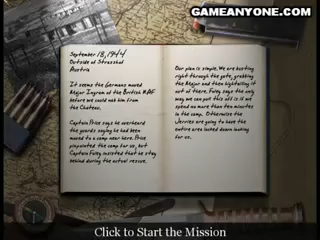 GAMEANYONE.COM
September 18, 1944
Outside of Strasshof
Austria
It seems the Germans moved
Major Ingram of the British RAF
before we could nab him from
the Chateau.
Captain Price says he overheard
the guards saying he had been
moved to a camp near here. Price
pinpointed the camp for us, but
Captain Foley insisted that he stay
behind during the actual rescue.
Our plan is simple. We are busting
right through the gate, grabbing
the Major and then hightailing it
out of there. Foley says the only
way we can pull this off is if we
spend no more than ten minutes
in the camp. Otherwise the
Jerries are going to have the
entire area locked down looking
for us.
Click to Start the Mission